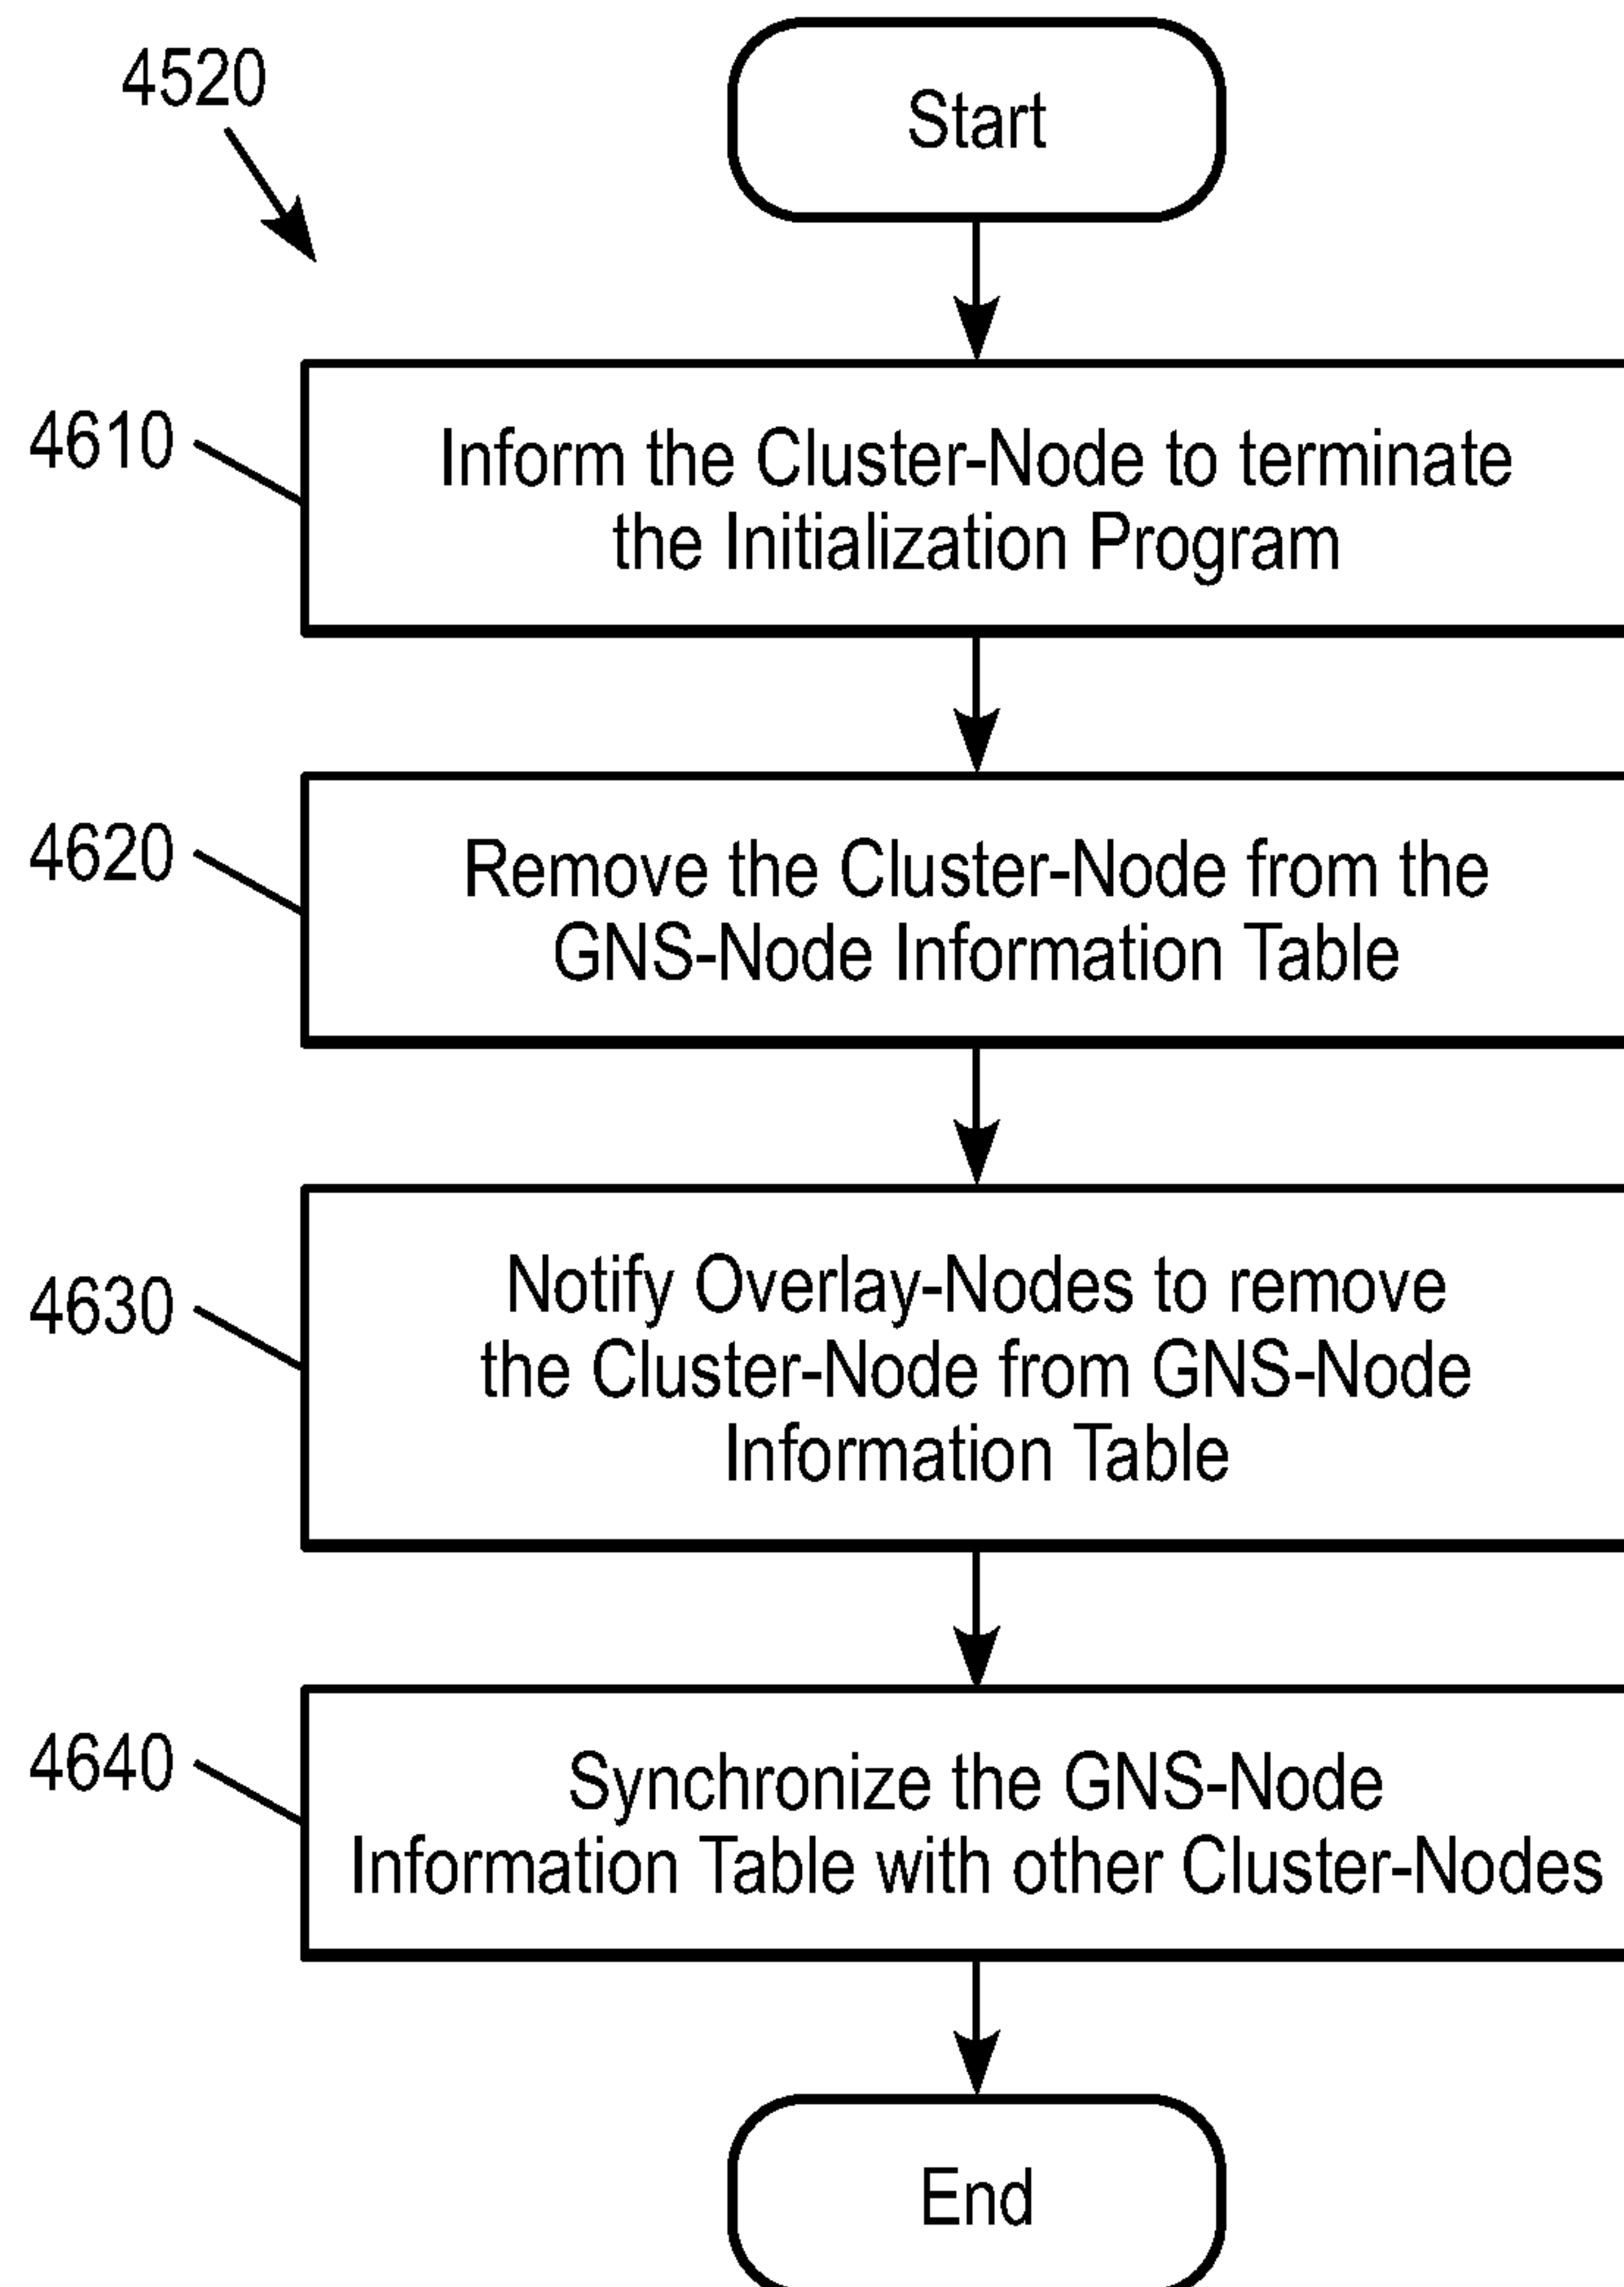 4520
Start
4610
Inform the Cluster-Node to terminate
the Initialization Program
4620
Remove the Cluster-Node from the
GNS-Node Information Table
4630
Notify Overlay-Nodes to remove
the Cluster-Node from GNS-Node
Information Table
4640
Synchronize the GNS-Node
Information Table with other Cluster-Nodes
End